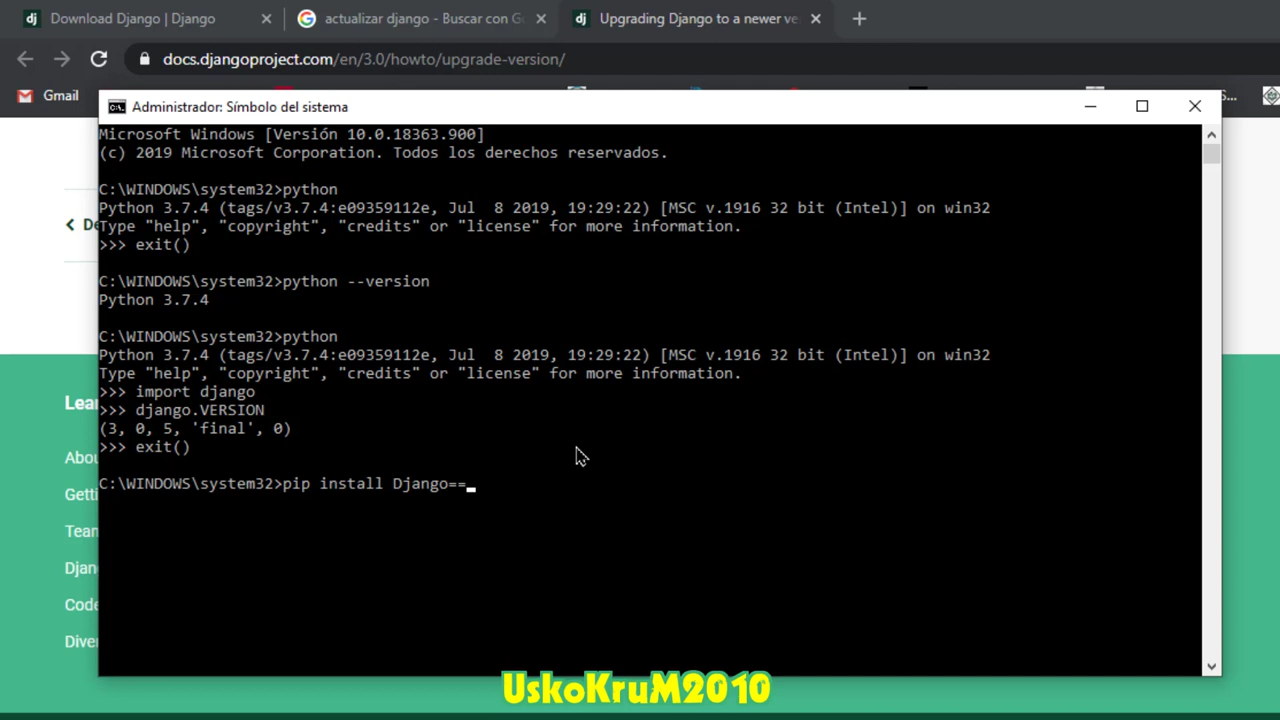 Download Django | Django
actualizar django - Buscar con G
Upgrading Django to a newer ve
docs.djangoproject.com/en/3.0/howto/upgrade-version/
Gmail
Administrador: Símbolo del sistema
Microsoft Windows [Versión 10.0.18363.900]
(c) 2019 Microsoft Corporation. Todos los derechos reservados.
C:\WINDOWS\system32>python
Python 3.7.4 (tags/v3.7.4:e09359112e, Jul  8 2019, 19:29:22) [MSC v.1916 32 bit (Intel)] on win32
Type "help", "copyright", "credits" or "license" for more information.
>>> exit()
C:\WINDOWS\system32>python --version
Python 3.7.4
C:\WINDOWS\system32>python
Python 3.7.4 (tags/v3.7.4:e09359112e, Jul  8 2019, 19:29:22) [MSC v.1916 32 bit (Intel)] on win32
Type "help", "copyright", "credits" or "license" for more information.
>>> import django
>>> django.VERSION
(3, 0, 5, 'final', 0)
>>> exit()
C:\WINDOWS\system32>pip install Django==_
Lear
Abou
Getti
Team
Djan
Code
Diver
UskoKruM2010